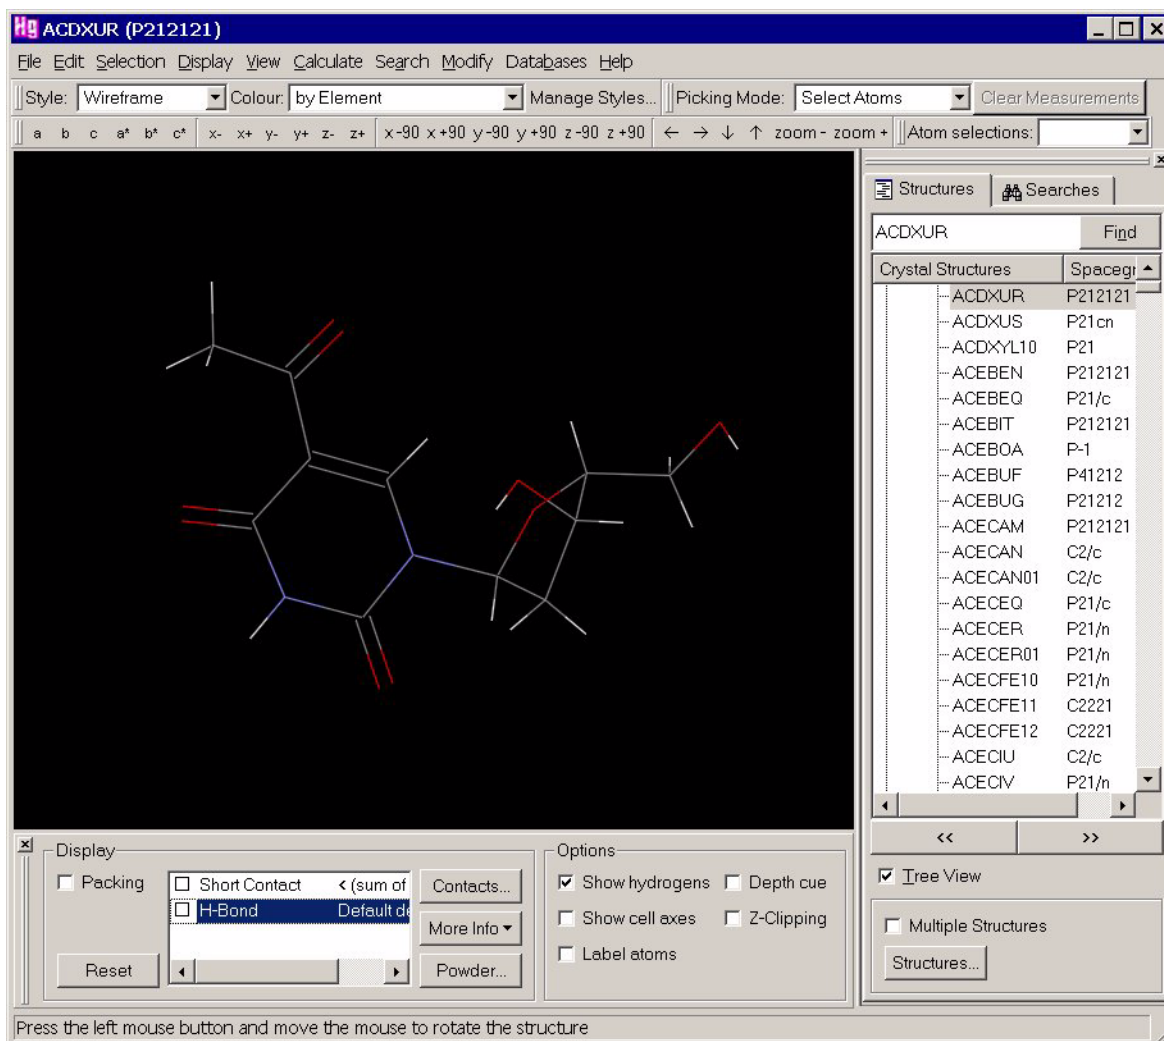 Hg ACDXUR (P212121)
File Edit Selection Display View Calculate Search Modify Databases Help
Style: Wireframe Colour: by Element Manage Styles... Picking Mode: Select Atoms Clear Measurements
a b c a* b* c* x- x+ y- y+ z- z+ x-90 x+90 y-90 y+90 z-90 z+90 ← → ↓ ↑ zoom- zoom+ Atom selections:
Structures Searches
ACDXUR Find
Crystal Structures Spacegr
ACDXUR P212121
ACDXUS P21cn
ACDXYL10 P21
ACEBEN P212121
ACEBEQ P21/c
ACEBIT P212121
ACEBOA P-1
ACEBUF P41212
ACEBUG P21212
ACECAM P212121
ACECAN C2/c
ACECAN01 C2/c
ACECEQ P21/c
ACECER P21/n
ACECER01 P21/n
ACECFE10 P21/n
ACECFE11 C2221
ACECFE12 C2221
ACECIU C2/c
ACECIV P21/n
<< >>
Tree View
Multiple Structures
Structures...
Display
Packing
Short Contact < (sum of
H-Bond Default de
Reset
Contacts...
More Info
Powder...
Options
Show hydrogens Depth cue
Show cell axes Z-Clipping
Label atoms
Press the left mouse button and move the mouse to rotate the structure